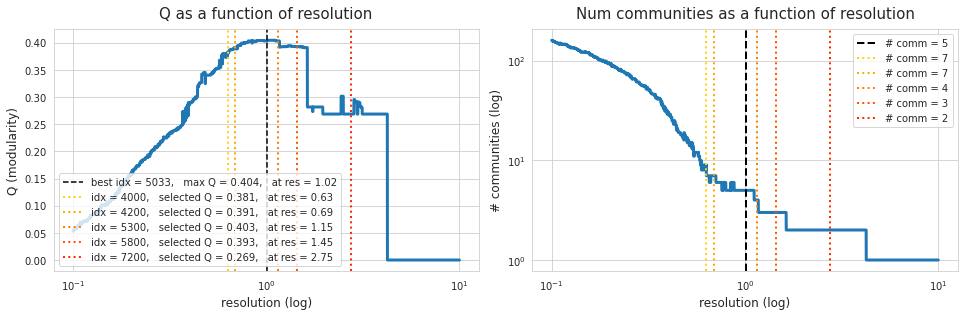 Q as a function of resolution
Q (modularity)
0.40
0.35
0.30
0.25
0.20
0.15
0.10
0.05
0.00
best idx = 5033, max Q = 0.404, at res = 1.02
idx = 4000, selected Q = 0.381, at res = 0.63
idx = 4200, selected Q = 0.391, at res = 0.69
idx = 5300, selected Q = 0.403, at res = 1.15
idx = 5800, selected Q = 0.393, at res = 1.45
idx = 7200, selected Q = 0.269, at res = 2.75
10⁻¹ 10⁰ 10¹
resolution (log)
Num communities as a function of resolution
# communities (log)
10²
10¹
10⁰
# comm = 5
# comm = 7
# comm = 7
# comm = 4
# comm = 3
# comm = 2
10⁻¹ 10⁰ 10¹
resolution (log)